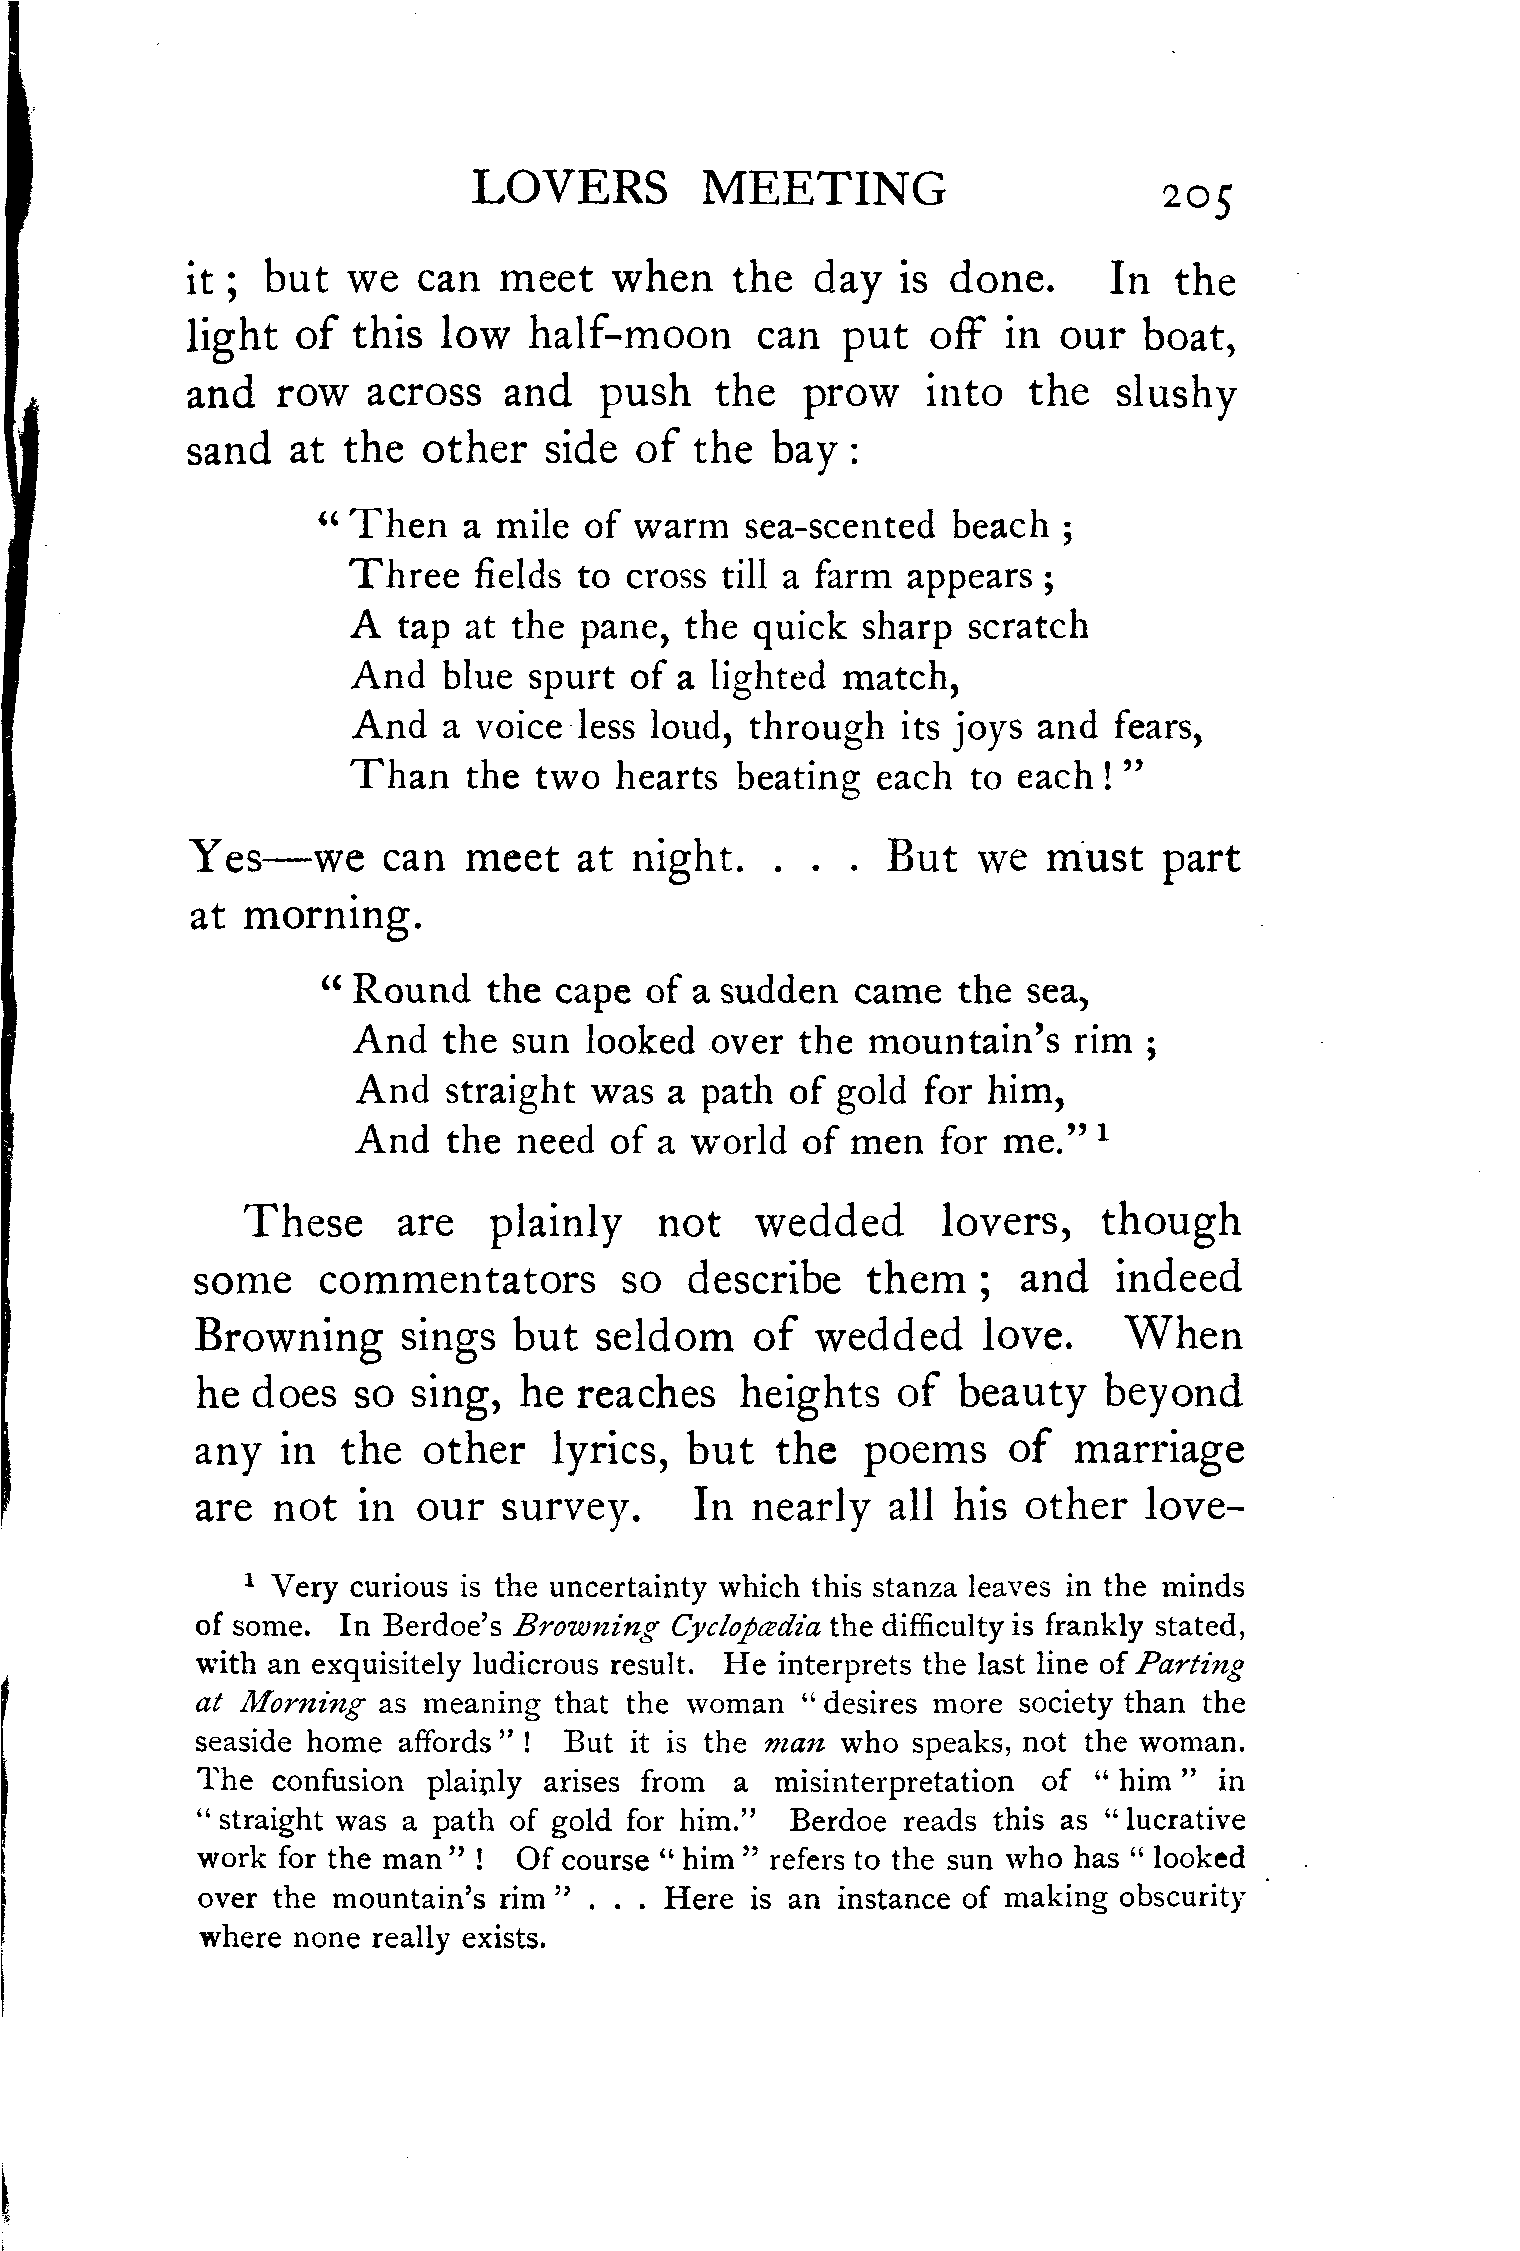 LOVERS MEETING 205
it ; but we can meet when the day is done. In the
light of this low half-moon can put off in our boat,
and row across and push the prow into the slushy
sand at the other side of the bay :
“ Then a mile of warm sea-scented beach ;
Three fields to cross till a farm appears ;
A tap at the pane, the quick sharp scratch
And blue spurt of a lighted match,
And a voice less loud, through its joys and fears,
Than the two hearts beating each to each ! ”
Yes—we can meet at night. . . . But we must part
at morning.
“ Round the cape of a sudden came the sea,
And the sun looked over the mountain’s rim ;
And straight was a path of gold for him,
And the need of a world of men for me.” ¹
These are plainly not wedded lovers, though
some commentators so describe them ; and indeed
Browning sings but seldom of wedded love. When
he does so sing, he reaches heights of beauty beyond
any in the other lyrics, but the poems of marriage
are not in our survey. In nearly all his other love-
¹ Very curious is the uncertainty which this stanza leaves in the minds
of some. In Berdoe’s Browning Cyclopædia the difficulty is frankly stated,
with an exquisitely ludicrous result. He interprets the last line of Parting
at Morning as meaning that the woman “ desires more society than the
seaside home affords ” ! But it is the man who speaks, not the woman.
The confusion plainly arises from a misinterpretation of “ him ” in
“ straight was a path of gold for him.” Berdoe reads this as “ lucrative
work for the man ” ! Of course “ him ” refers to the sun who has “ looked
over the mountain’s rim ” . . . Here is an instance of making obscurity
where none really exists.